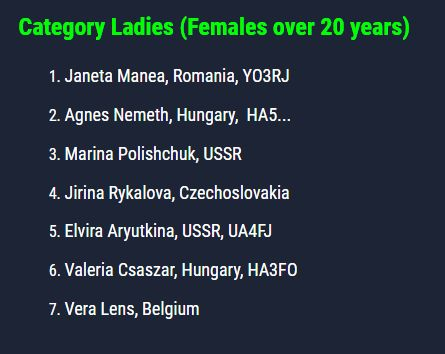 Category Ladies (Females over 20 years)
1. Janeta Manea, Romania, YO3RJ
2. Agnes Nemeth, Hungary,  HA5...
3. Marina Polishchuk, USSR
4. Jirina Rykalova, Czechoslovakia
5. Elvira Aryutkina, USSR, UA4FJ
6. Valeria Csaszar, Hungary, HA3FO
7. Vera Lens, Belgium